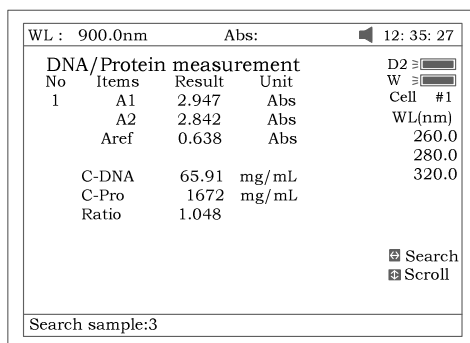 WL : 900.0nm Abs: 12: 35: 27
DNA/Protein measurement
D2
No Items Result Unit
W
1 A1 2.947 Abs
Cell #1
A2 2.842 Abs
WL(nm)
Aref 0.638 Abs
260.0
280.0
C-DNA 65.91 mg/mL
320.0
C-Pro 1672 mg/mL
Ratio 1.048
Search
Scroll
Search sample:3